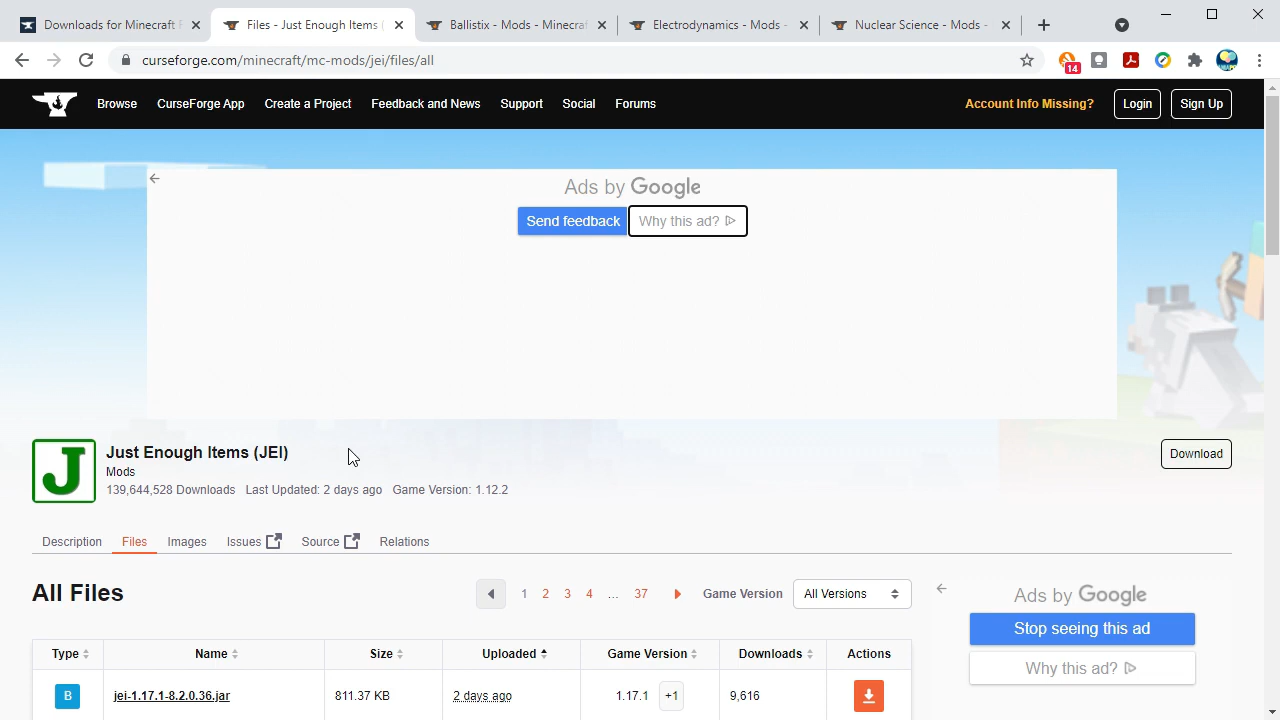 Downloads for Minecraft F
Files - Just Enough Items (
Ballistix - Mods - Minecraf
Electrodynamics - Mods -
Nuclear Science - Mods -
curseforge.com/minecraft/mc-mods/jei/files/all
14
Browse
CurseForge App
Create a Project
Feedback and News
Support
Social
Forums
Account Info Missing?
Login
Sign Up
Ads by Google
Send feedback
Why this ad?
Just Enough Items (JEI)
Mods
139,644,528 Downloads Last Updated: 2 days ago Game Version: 1.12.2
Download
Description
Files
Images
Issues
Source
Relations
All Files
1 2 3 4 ... 37
Game Version
All Versions
Ads by Google
Stop seeing this ad
Why this ad?
Type
Name
Size
Uploaded
Game Version
Downloads
Actions
B
jei-1.17.1-8.2.0.36.jar
811.37 KB
2 days ago
1.17.1 +1
9,616
J